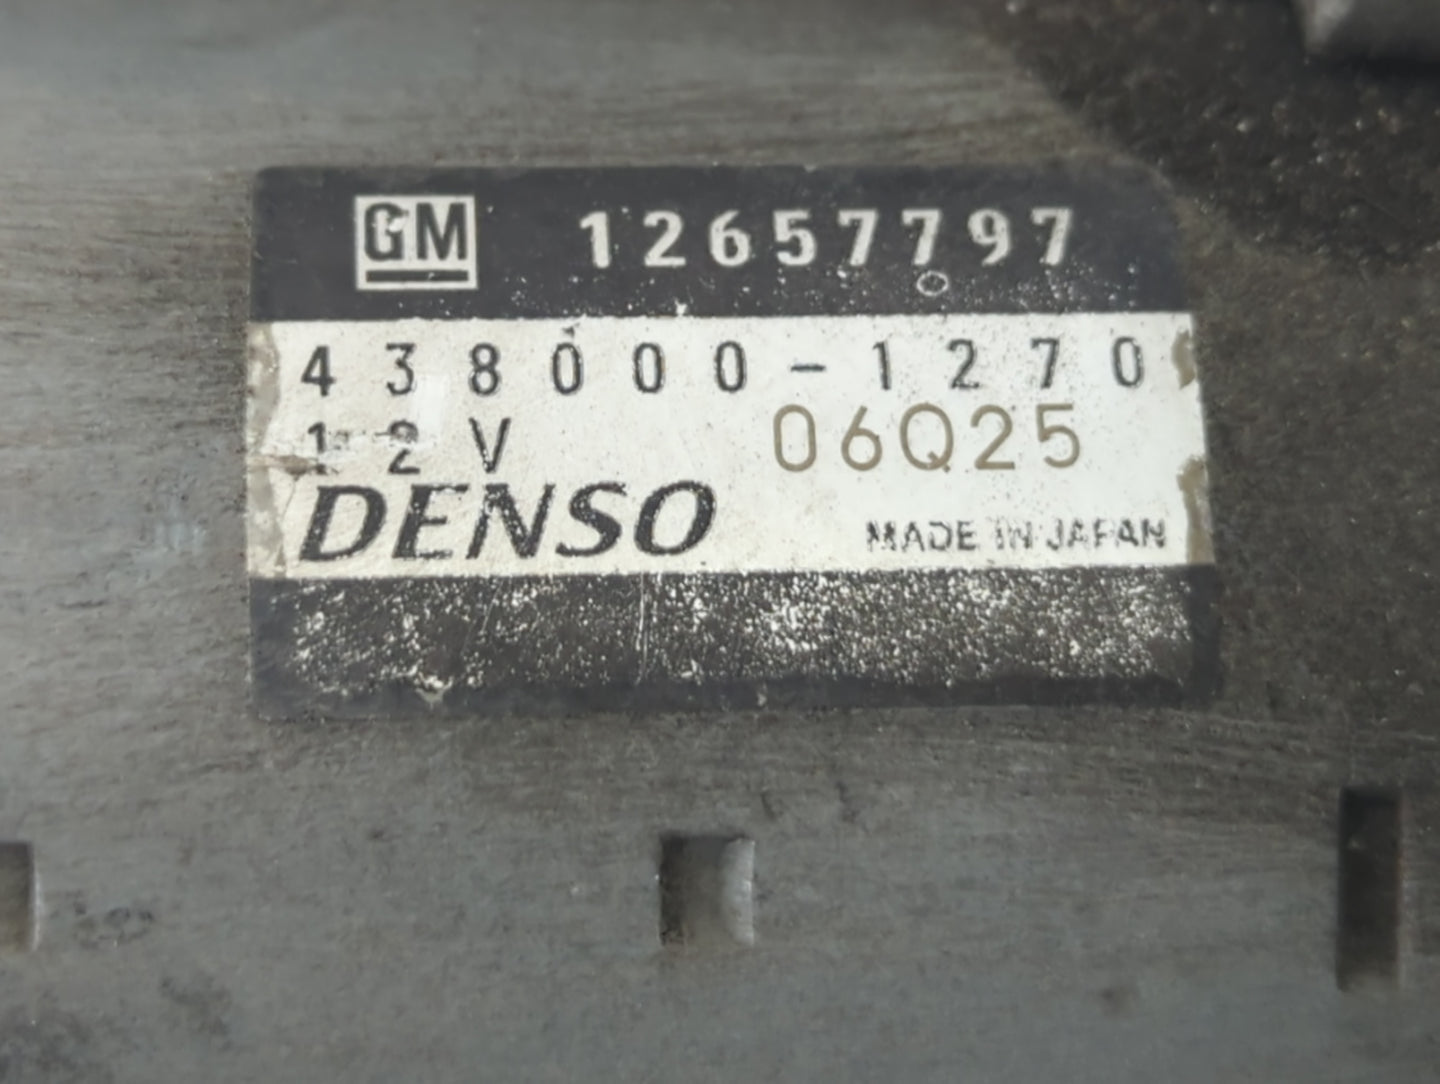 GM 12657797
438000-1270
12V 06Q25
DENSO
MADE IN JAPAN